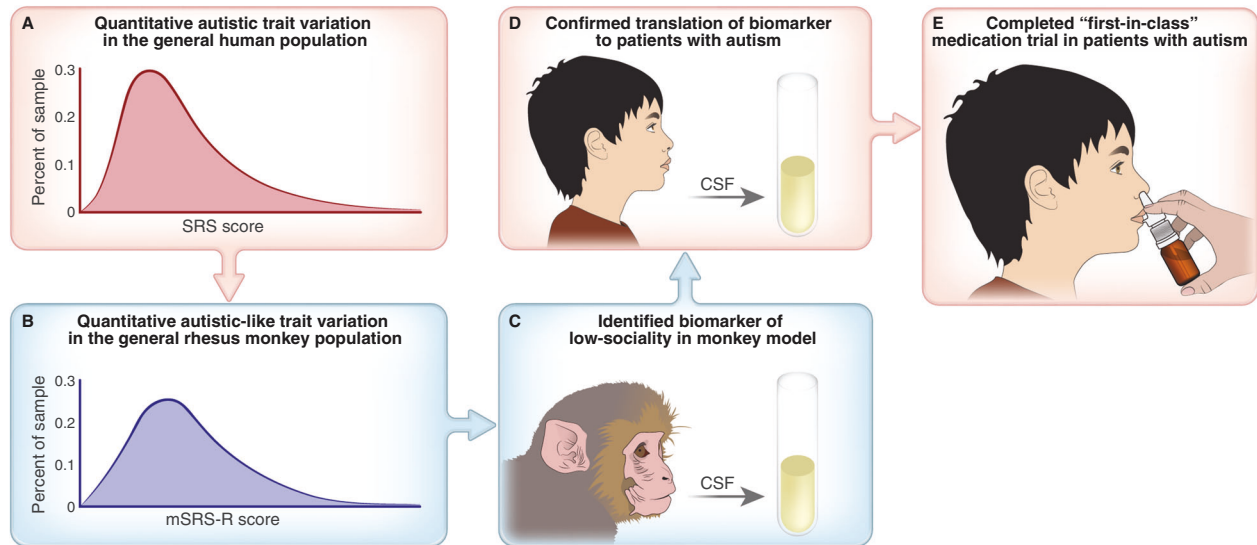 A
Quantitative autistic trait variation
in the general human population
Percent of sample
0.3
0.2
0.1
0
SRS score
B
Quantitative autistic-like trait variation
in the general rhesus monkey population
Percent of sample
0.3
0.2
0.1
0
mSRS-R score
C
Identified biomarker of
low-sociality in monkey model
CSF
D
Confirmed translation of biomarker
to patients with autism
CSF
E
Completed “first-in-class”
medication trial in patients with autism